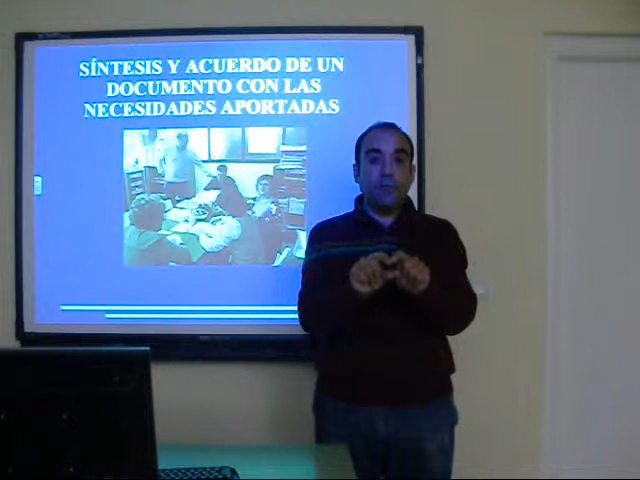 SÍNTESIS Y ACUERDO DE UN
DOCUMENTO CON LAS
NECESIDADES APORTADAS